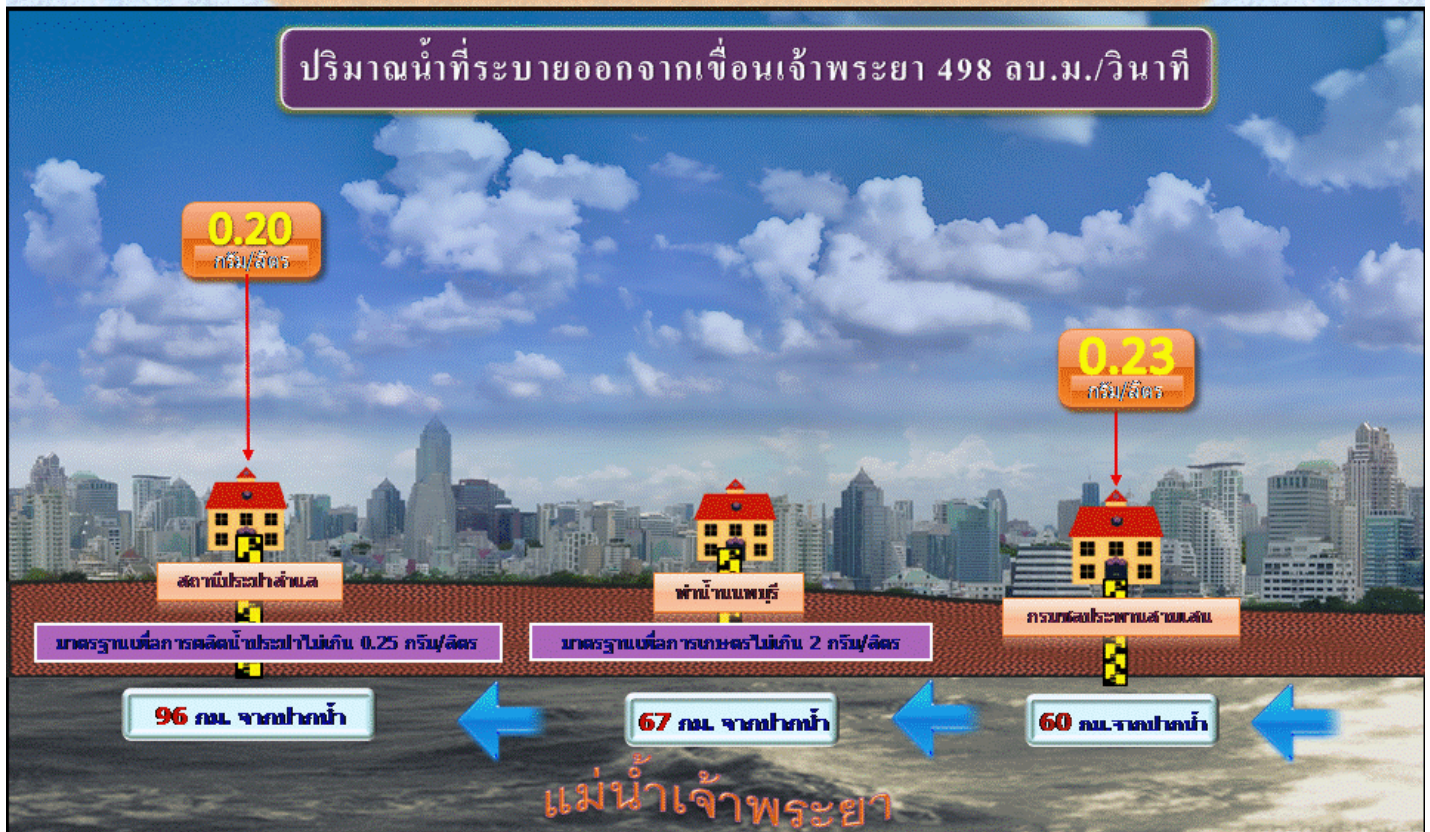 ปริมาณน้ำที่ระบายออกจากเขื่อนเจ้าพระยา 498 ลบ.ม./วินาที
0.20
กรัม/ลิตร
0.23
กรัม/ลิตร
สถานีประปาสำแล
ท่าน้ำนนทบุรี
กรมชลประทานสามเสน
มาตรฐานเพื่อการผลิตน้ำประปาไม่เกิน 0.25 กรัม/ลิตร
มาตรฐานเพื่อการเกษตรไม่เกิน 2 กรัม/ลิตร
96 กม. จากปากน้ำ
67 กม. จากปากน้ำ
60 กม.จากปากน้ำ
แม่น้ำเจ้าพระยา